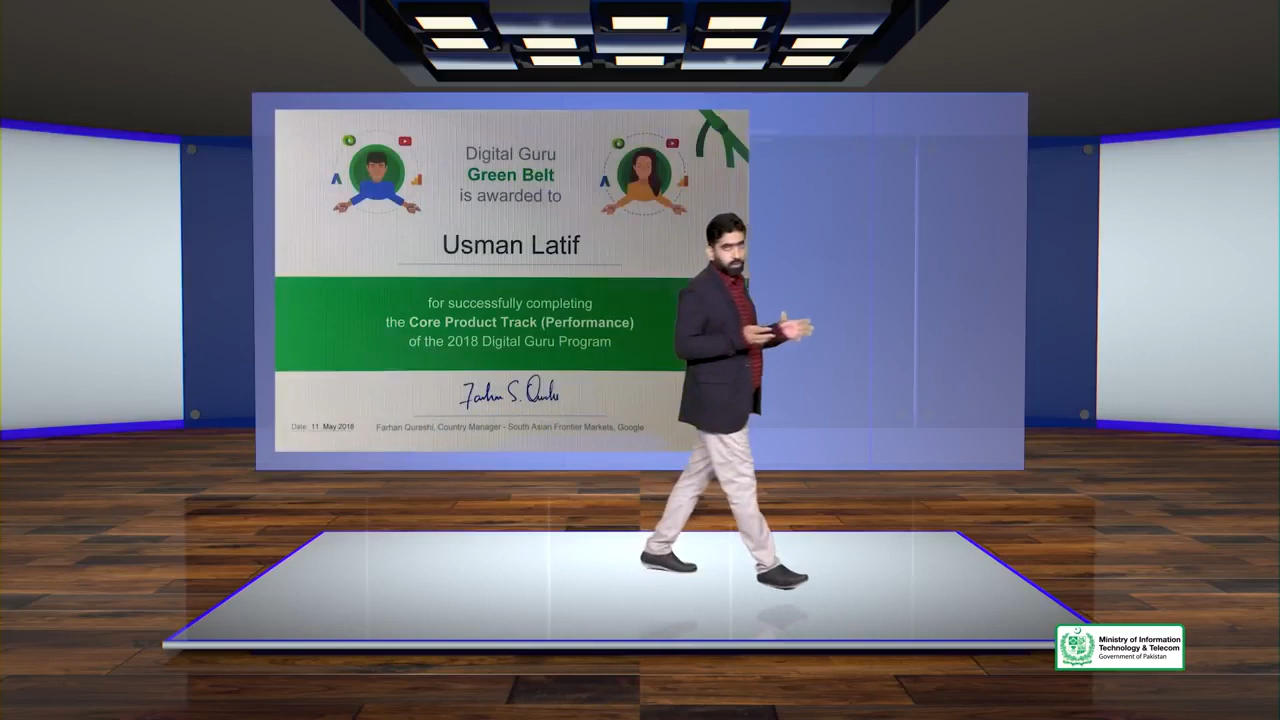 Digital Guru
Green Belt
is awarded to
Usman Latif
for successfully completing
the Core Product Track (Performance)
of the 2018 Digital Guru Program
Date: 11 May 2018
Farhan Qureshi, Country Manager - South Asian Frontier Markets, Google
Ministry of Information
Technology & Telecom
Government of Pakistan